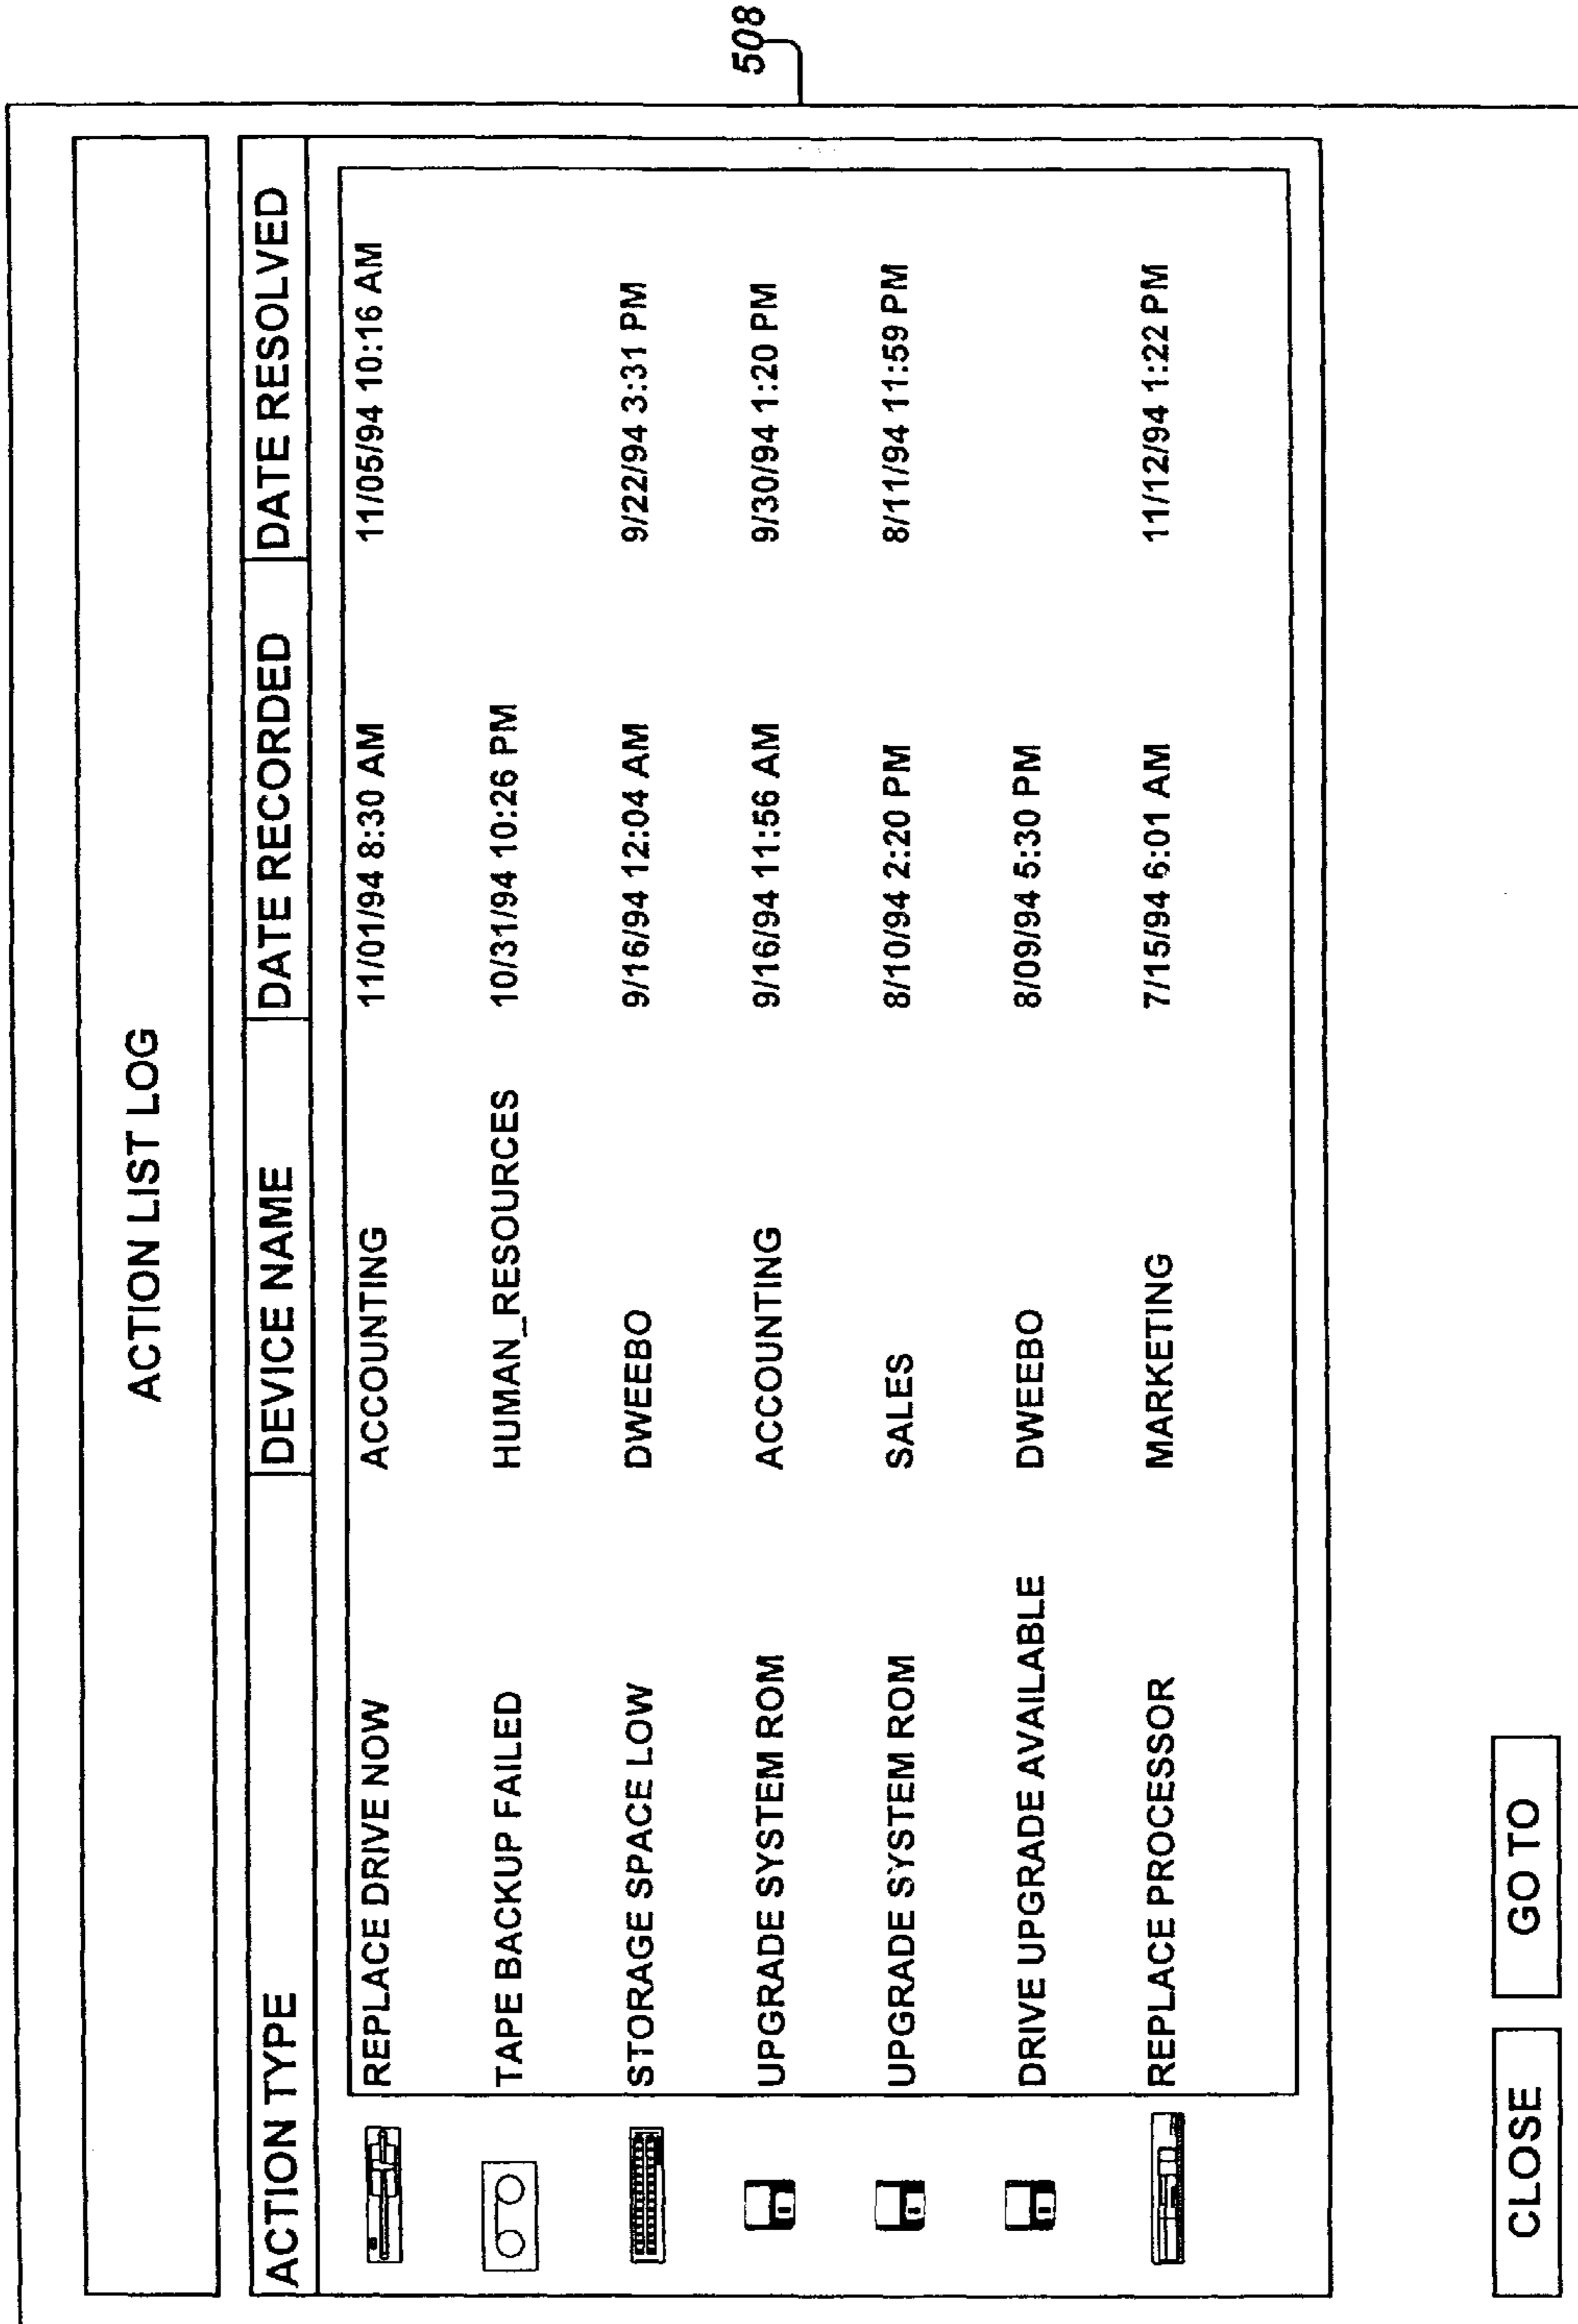 508
ACTION LIST LOG
ACTION TYPE DEVICE NAME DATE RECORDED DATE RESOLVED
REPLACE DRIVE NOW ACCOUNTING 11/01/94 8:30 AM 11/05/94 10:16 AM
TAPE BACKUP FAILED HUMAN_RESOURCES 10/31/94 10:26 PM
STORAGE SPACE LOW DWEEBO 9/16/94 12:04 AM 9/22/94 3:31 PM
UPGRADE SYSTEM ROM ACCOUNTING 9/16/94 11:56 AM 9/30/94 1:20 PM
UPGRADE SYSTEM ROM SALES 8/10/94 2:20 PM 8/11/94 11:59 PM
DRIVE UPGRADE AVAILABLE DWEEBO 8/09/94 5:30 PM
REPLACE PROCESSOR MARKETING 7/15/94 6:01 AM 11/12/94 1:22 PM
CLOSE GO TO